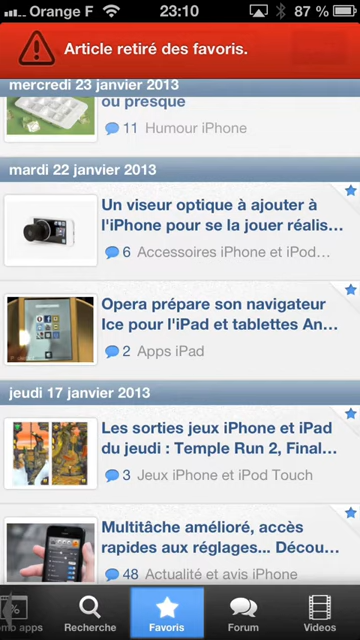 Orange F 23:10 87 %
Article retiré des favoris.
mercredi 23 janvier 2013
ou presque
11 Humour iPhone
mardi 22 janvier 2013
Un viseur optique à ajouter à
l'iPhone pour se la jouer réalis...
6 Accessoires iPhone et iPod...
Opera prépare son navigateur
Ice pour l'iPad et tablettes An...
2 Apps iPad
jeudi 17 janvier 2013
Les sorties jeux iPhone et iPad
du jeudi : Temple Run 2, Final...
3 Jeux iPhone et iPod Touch
Multitâche amélioré, accès
rapides aux réglages... Décou...
48 Actualité et avis iPhone
mo apps Recherche Favoris Forum Videos